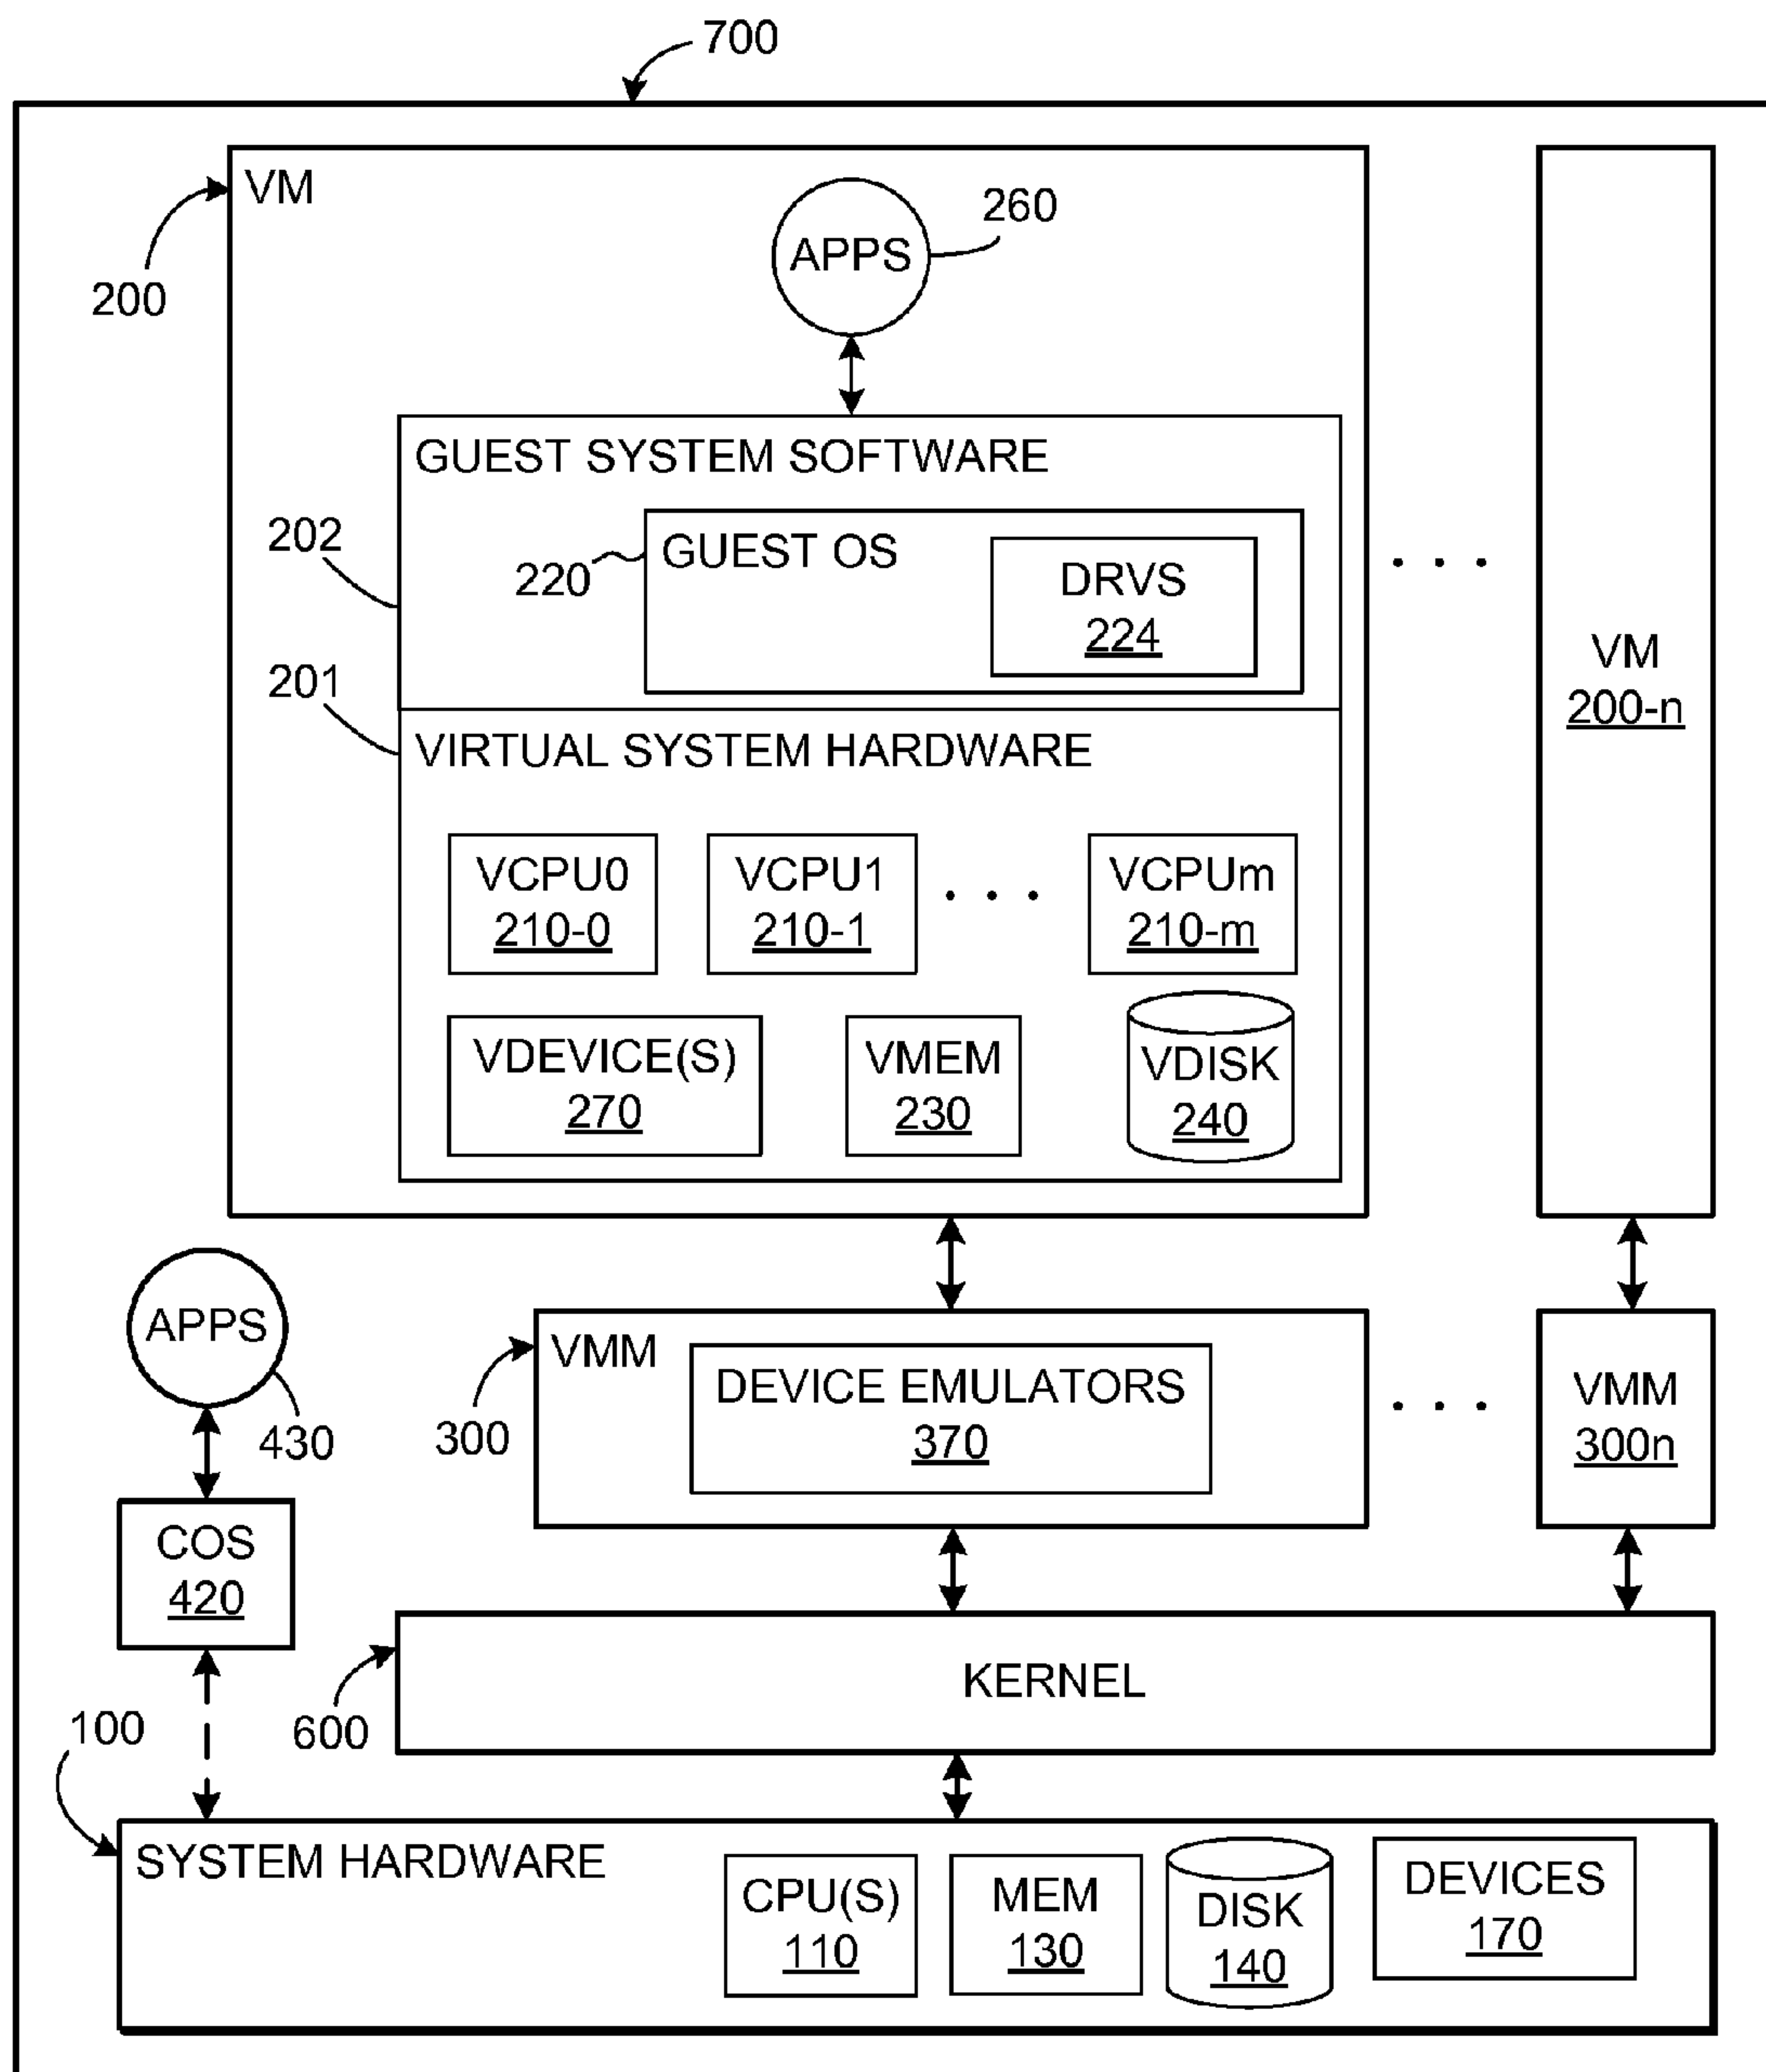 700
VM
200
APPS
260
GUEST SYSTEM SOFTWARE
202
220
GUEST OS
DRVS
224
. . .
VM
200-n
201
VIRTUAL SYSTEM HARDWARE
VCPU0
210-0
VCPU1
210-1
. . .
VCPUm
210-m
VDEVICE(S)
270
VMEM
230
VDISK
240
APPS
430
300
VMM
DEVICE EMULATORS
370
. . .
VMM
300n
COS
420
600
KERNEL
100
SYSTEM HARDWARE
CPU(S)
110
MEM
130
DISK
140
DEVICES
170